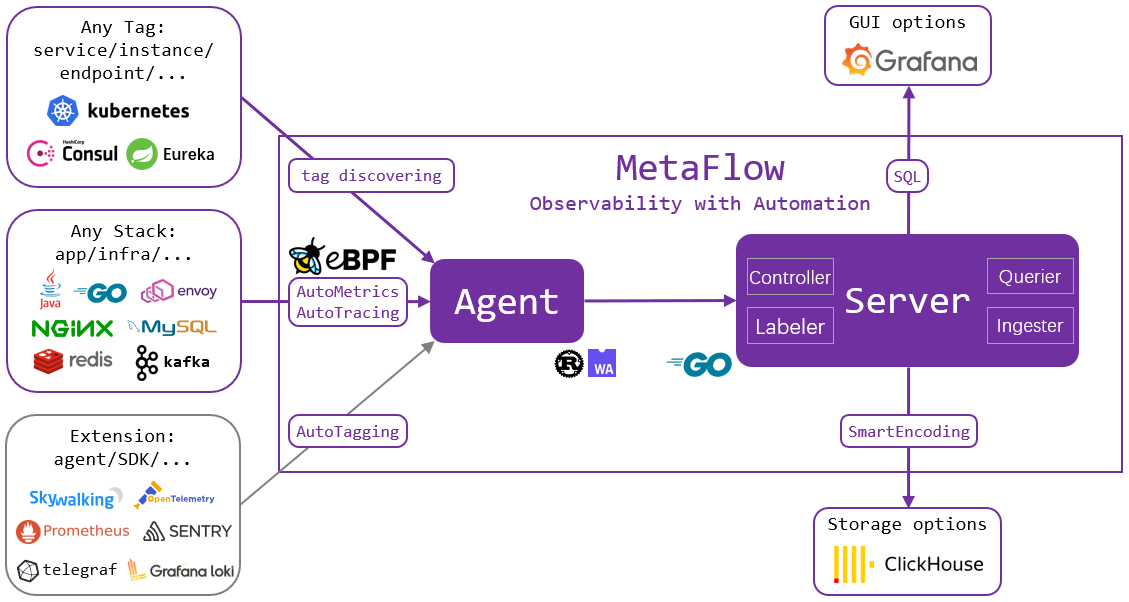 Any Tag:
service/instance/
endpoint/...
kubernetes
HashiCorp
Consul
Eureka
Any Stack:
app/infra/...
Java
GO
envoy
NGINX
MySQL
redis
kafka
Extension:
agent/SDK/...
Skywalking
OpenTelemetry
Prometheus
SENTRY
telegraf
Grafana loki
tag discovering
eBPF
AutoMetrics
AutoTracing
AutoTagging
MetaFlow
Observability with Automation
Agent
R
WA
GO
Controller
Labeler
Server
Querier
Ingester
SQL
GUI options
Grafana
SmartEncoding
Storage options
ClickHouse